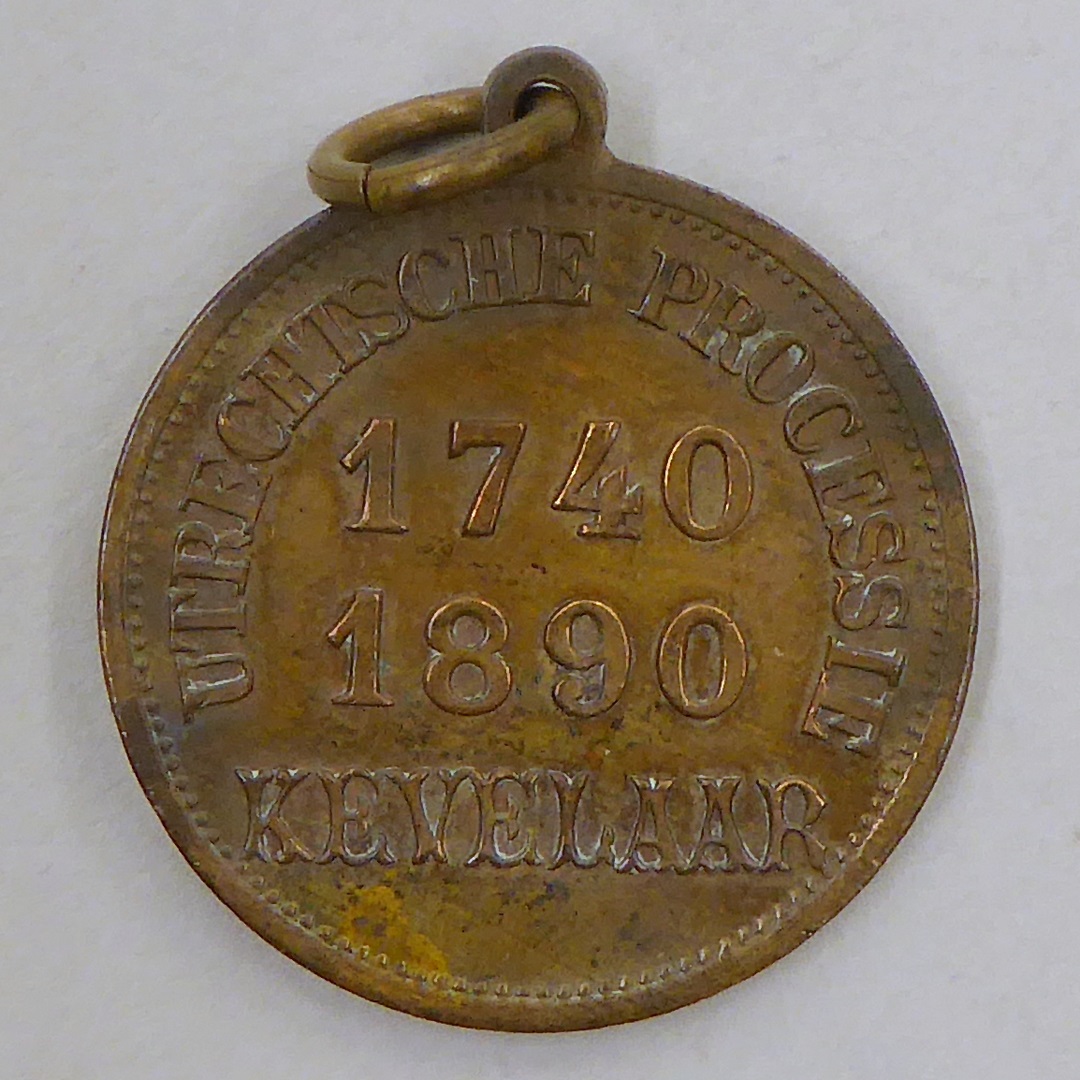 UTRECHTSCHE PROCESSIE
1740
1890
KEVELAAR